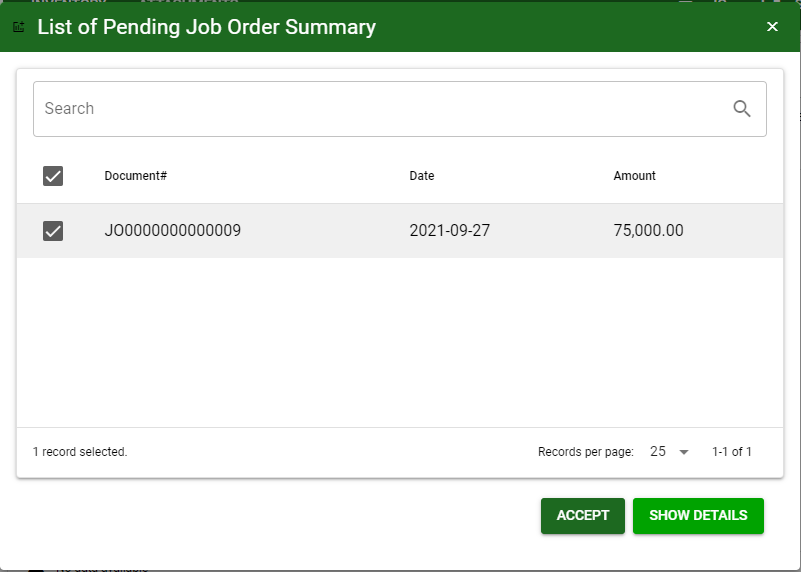 List of Pending Job Order Summary
Search
Document# Date Amount
JO0000000000009 2021-09-27 75,000.00
1 record selected. Records per page: 25 1-1 of 1
ACCEPT SHOW DETAILS